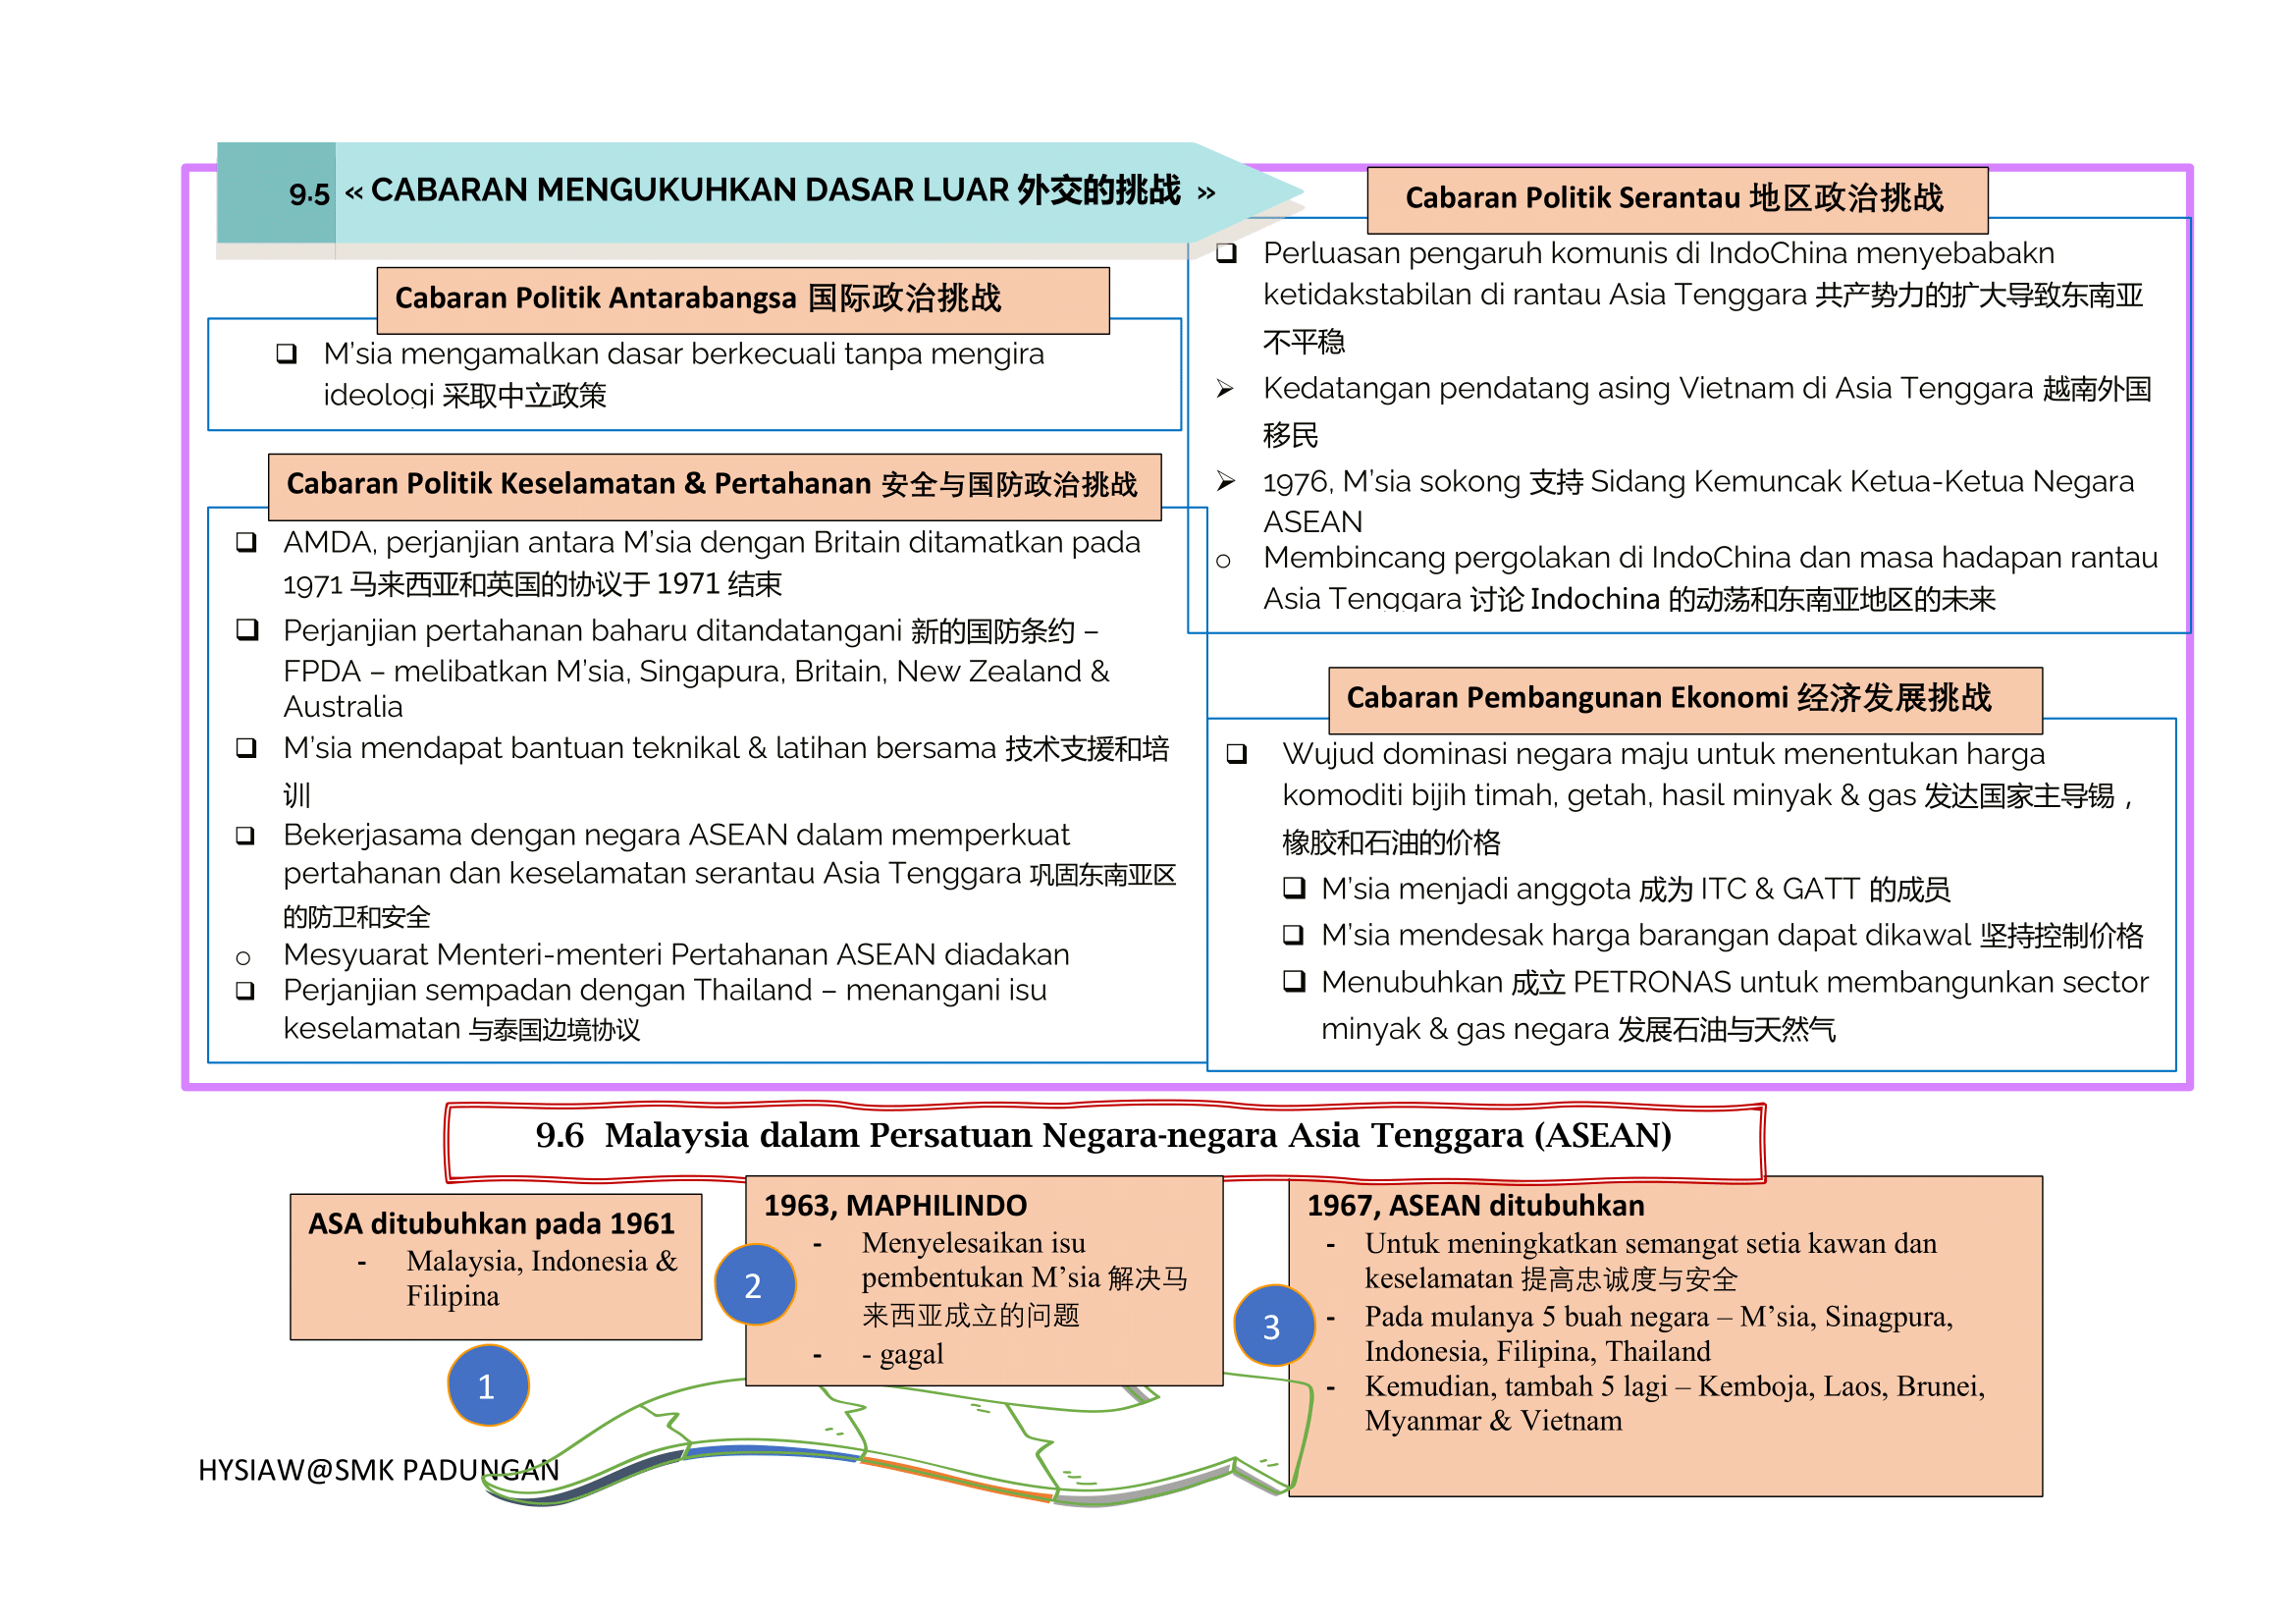 9.5 « CABARAN MENGUKUHKAN DASAR LUAR 外交的挑战 »
Cabaran Politik Antarabangsa 国际政治挑战
❑ M'sia mengamalkan dasar berkecuali tanpa mengira
ideologi 采取中立政策
Cabaran Politik Keselamatan & Pertahanan 安全与国防政治挑战
❑ AMDA, perjanjian antara M'sia dengan Britain ditamatkan pada
1971 马来西亚和英国的协议于 1971 结束
❑ Perjanjian pertahanan baharu ditandatangani 新的国防条约 –
FPDA – melibatkan M'sia, Singapura, Britain, New Zealand &
Australia
❑ M'sia mendapat bantuan teknikal & latihan bersama 技术支援和培
训
❑ Bekerjasama dengan negara ASEAN dalam memperkuat
pertahanan dan keselamatan serantau Asia Tenggara 巩固东南亚区
的防卫和安全
o Mesyuarat Menteri-menteri Pertahanan ASEAN diadakan
❑ Perjanjian sempadan dengan Thailand – menangani isu
keselamatan 与泰国边境协议
Cabaran Politik Serantau 地区政治挑战
❑ Perluasan pengaruh komunis di IndoChina menyebabakn
ketidakstabilan di rantau Asia Tenggara 共产势力的扩大导致东南亚
不平稳
➢ Kedatangan pendatang asing Vietnam di Asia Tenggara 越南外国
移民
➢ 1976, M'sia sokong 支持 Sidang Kemuncak Ketua-Ketua Negara
ASEAN
o Membincang pergolakan di IndoChina dan masa hadapan rantau
Asia Tenggara 讨论 Indochina 的动荡和东南亚地区的未来
Cabaran Pembangunan Ekonomi 经济发展挑战
❑ Wujud dominasi negara maju untuk menentukan harga
komoditi bijih timah, getah, hasil minyak & gas 发达国家主导锡，
橡胶和石油的价格
❑ M'sia menjadi anggota 成为 ITC & GATT 的成员
❑ M'sia mendesak harga barangan dapat dikawal 坚持控制价格
❑ Menubuhkan 成立 PETRONAS untuk membangunkan sector
minyak & gas negara 发展石油与天然气
9.6 Malaysia dalam Persatuan Negara-negara Asia Tenggara (ASEAN)
ASA ditubuhkan pada 1961
- Malaysia, Indonesia &
Filipina
1
1963, MAPHILINDO
- Menyelesaikan isu
pembentukan M'sia 解决马
来西亚成立的问题
- - gagal
2
1967, ASEAN ditubuhkan
- Untuk meningkatkan semangat setia kawan dan
keselamatan 提高忠诚度与安全
- Pada mulanya 5 buah negara – M'sia, Sinagpura,
Indonesia, Filipina, Thailand
- Kemudian, tambah 5 lagi – Kemboja, Laos, Brunei,
Myanmar & Vietnam
3
HYSIAW@SMK PADUNGAN